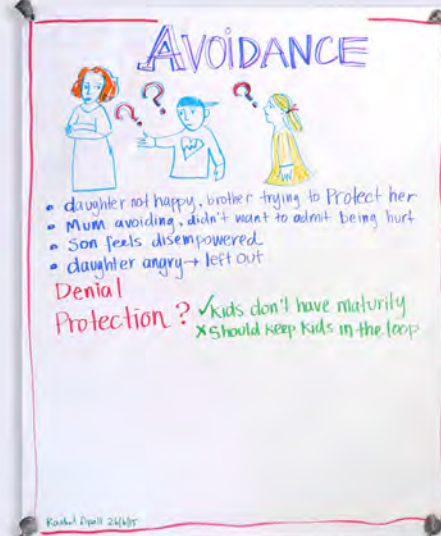 AVOIDANCE
? ? ?
• daughter not happy, brother trying to Protect her
• Mum avoiding, didn't want to admit being hurt
• Son feels disempowered
• daughter angry → left out
Denial
Protection? ✓kids don't have maturity
xShould keep kids in the loop